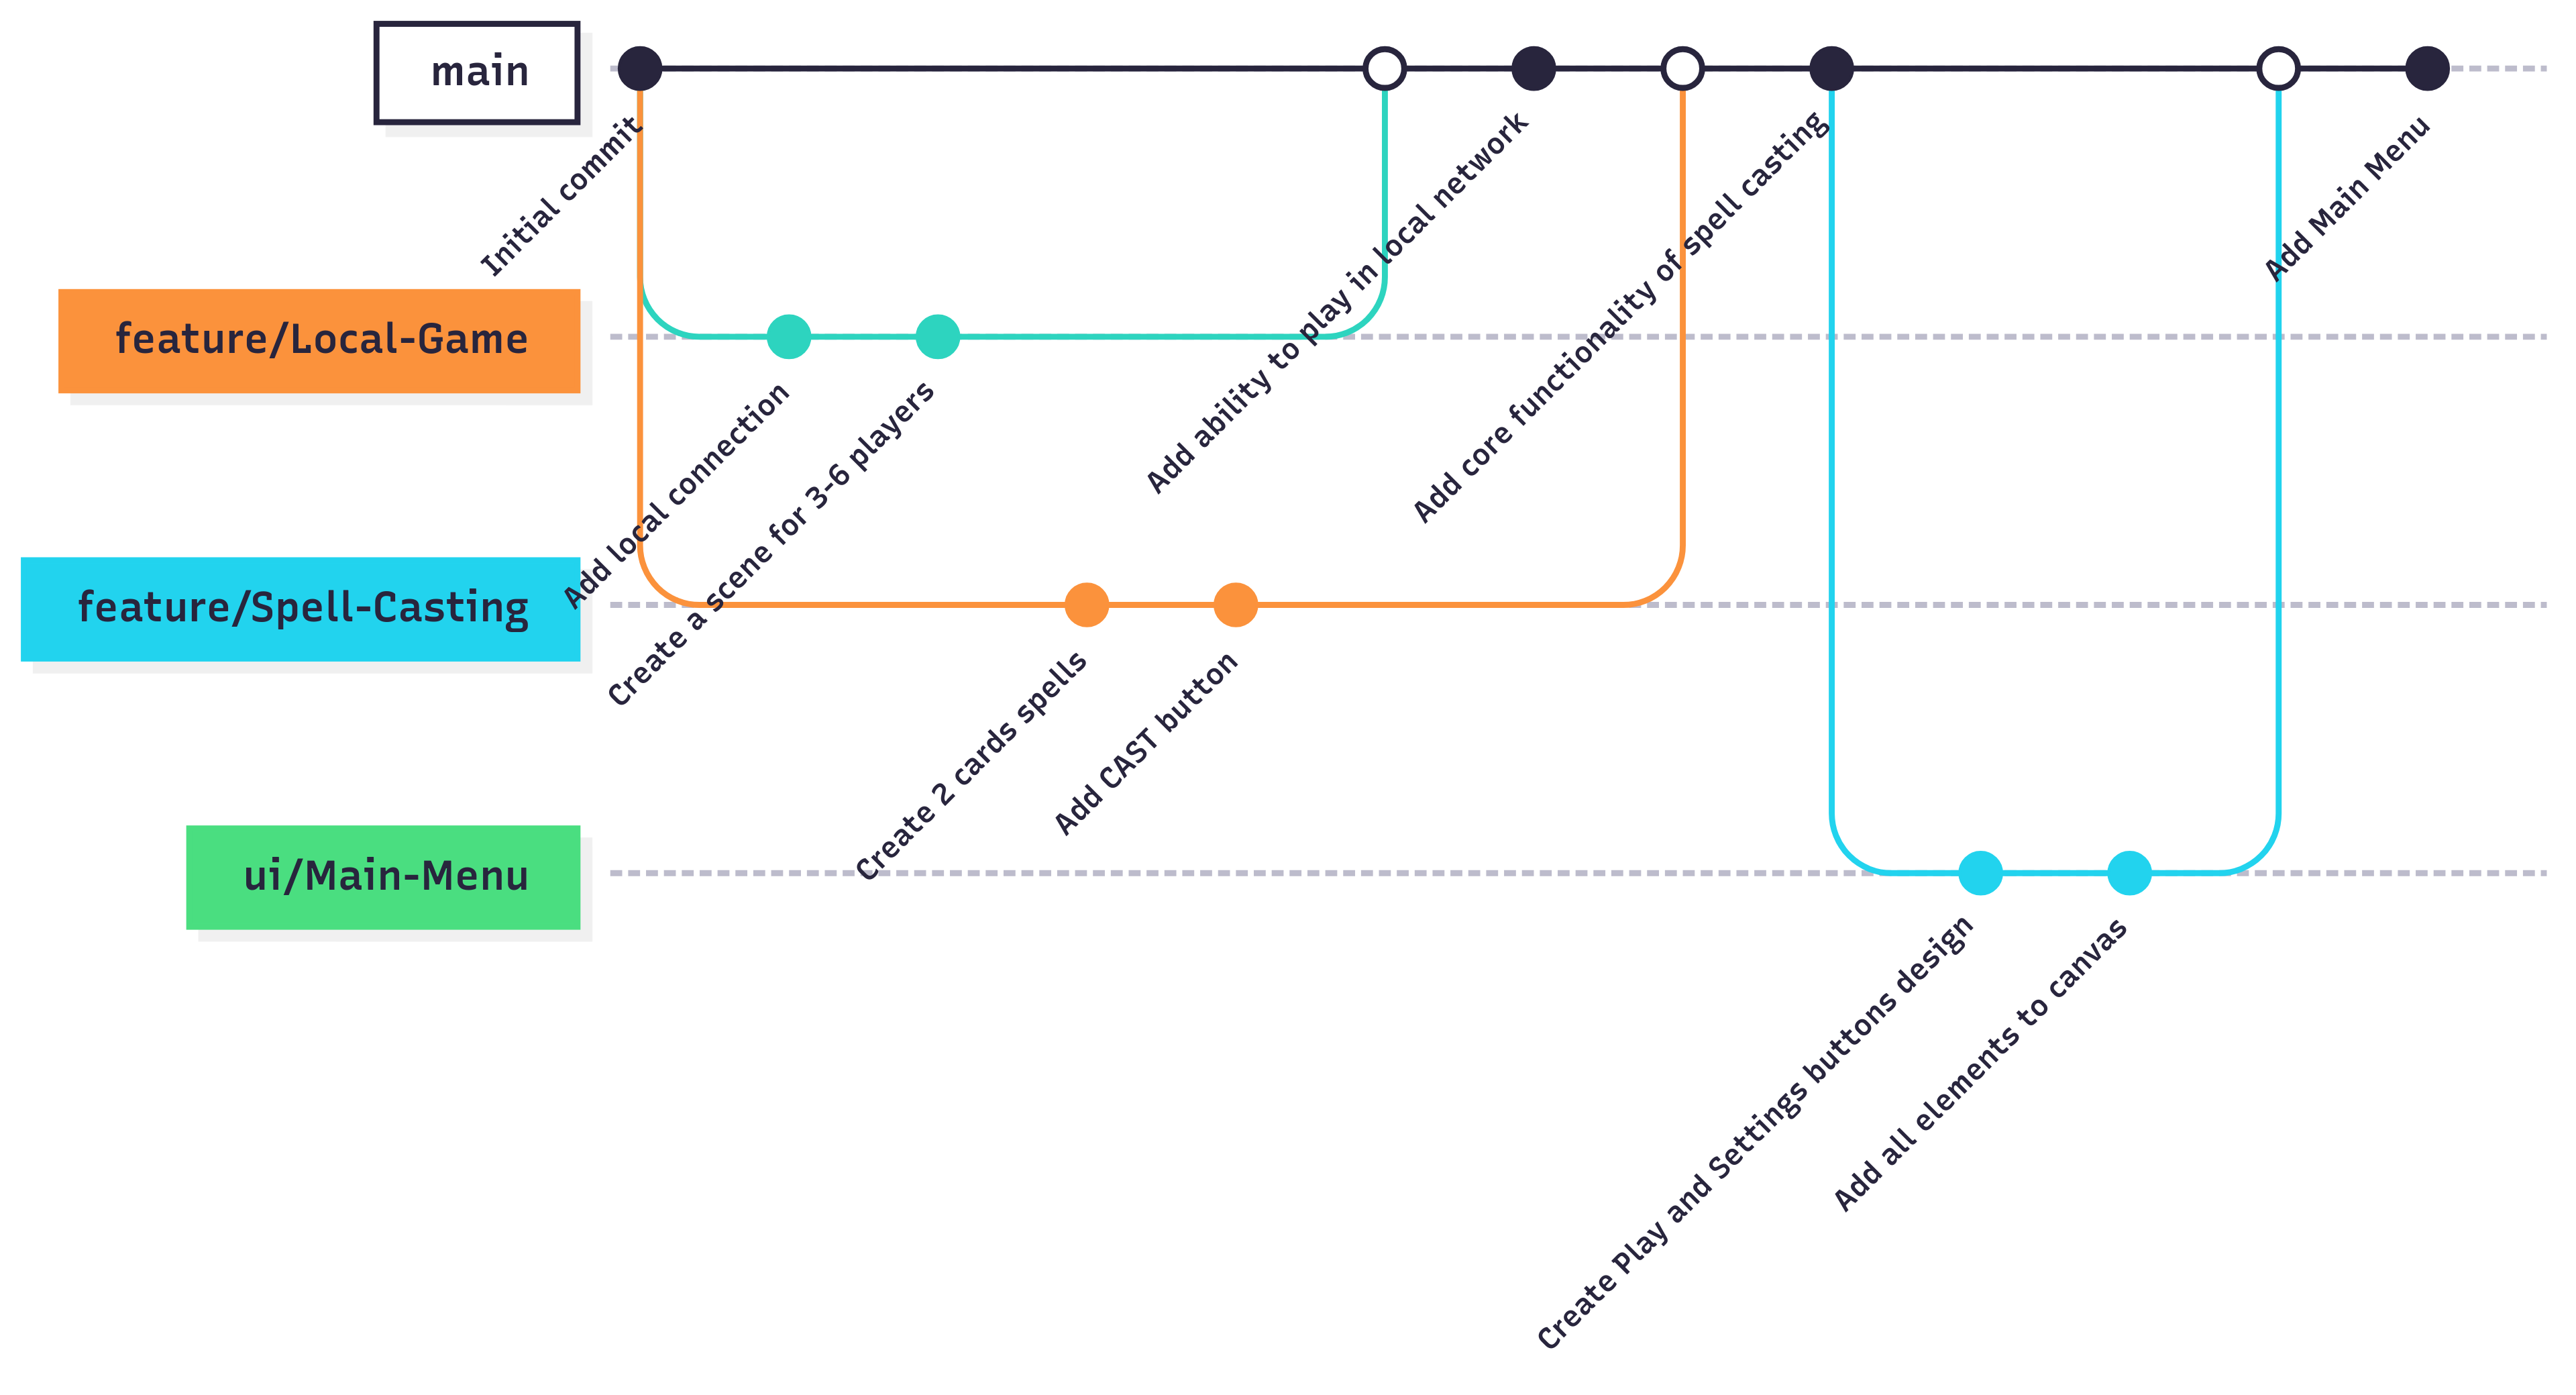 main
Initial commit
Add ability to play in local network
Add core functionality of spell casting
Add Main Menu
feature/Local-Game
Add local connection
Create a scene for 3-6 players
feature/Spell-Casting
Create 2 cards spells
Add CAST button
ui/Main-Menu
Create Play and Settings buttons design
Add all elements to canvas